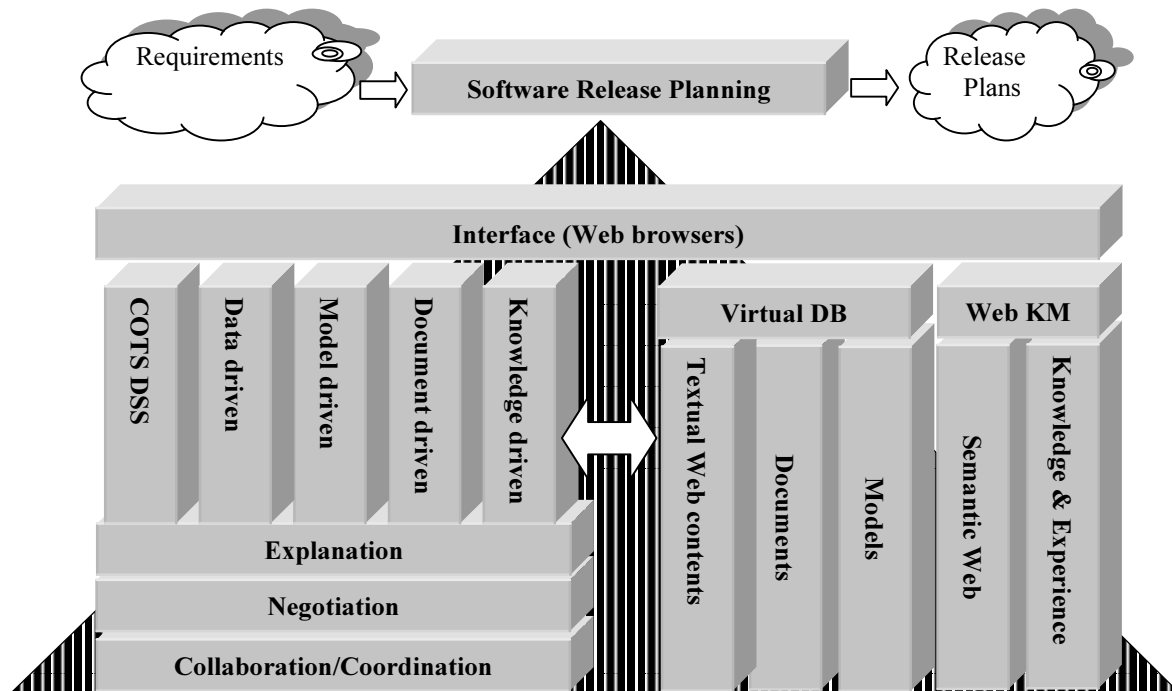 Requirements
Software Release Planning
Release
Plans
Interface (Web browsers)
COTS DSS
Data driven
Model driven
Document driven
Knowledge driven
Virtual DB
Web KM
Textual Web contents
Documents
Models
Semantic Web
Knowledge & Experience
Explanation
Negotiation
Collaboration/Coordination